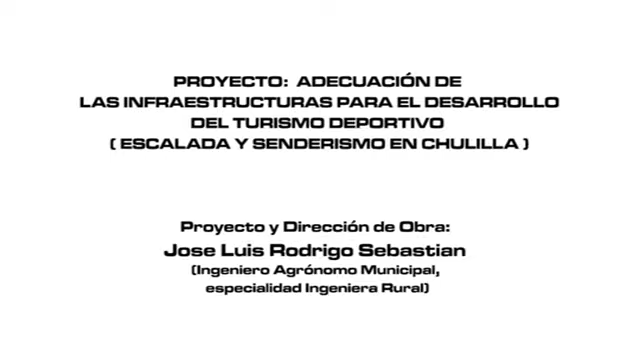 PROYECTO: ADECUACIÓN DE
LAS INFRAESTRUCTURAS PARA EL DESARROLLO
DEL TURISMO DEPORTIVO
( ESCALADA Y SENDERISMO EN CHULILLA )
Proyecto y Dirección de Obra:
Jose Luis Rodrigo Sebastian
(Ingeniero Agrónomo Municipal,
especialidad Ingeniera Rural)